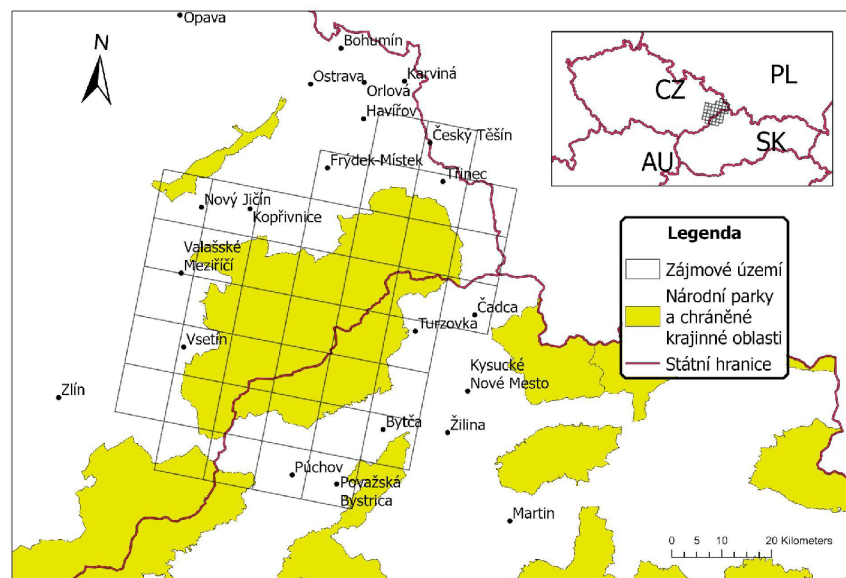 Opava
N
Bohumín
Ostrava
Karviná
Orlová
Havířov
Český Těšín
Frýdek-Místek
Třinec
Nový Jičín
Kopřivnice
Valašské
Meziříčí
Čadca
Turzovka
Vsetín
Kysucké
Nové Mesto
Zlín
Bytča
Žilina
Púchov
Považská
Bystrica
Martin
PL
CZ
SK
AU
Legenda
Zájmové území
Národní parky
a chráněné
krajinné oblasti
Státní hranice
0 5 10 20 Kilometers